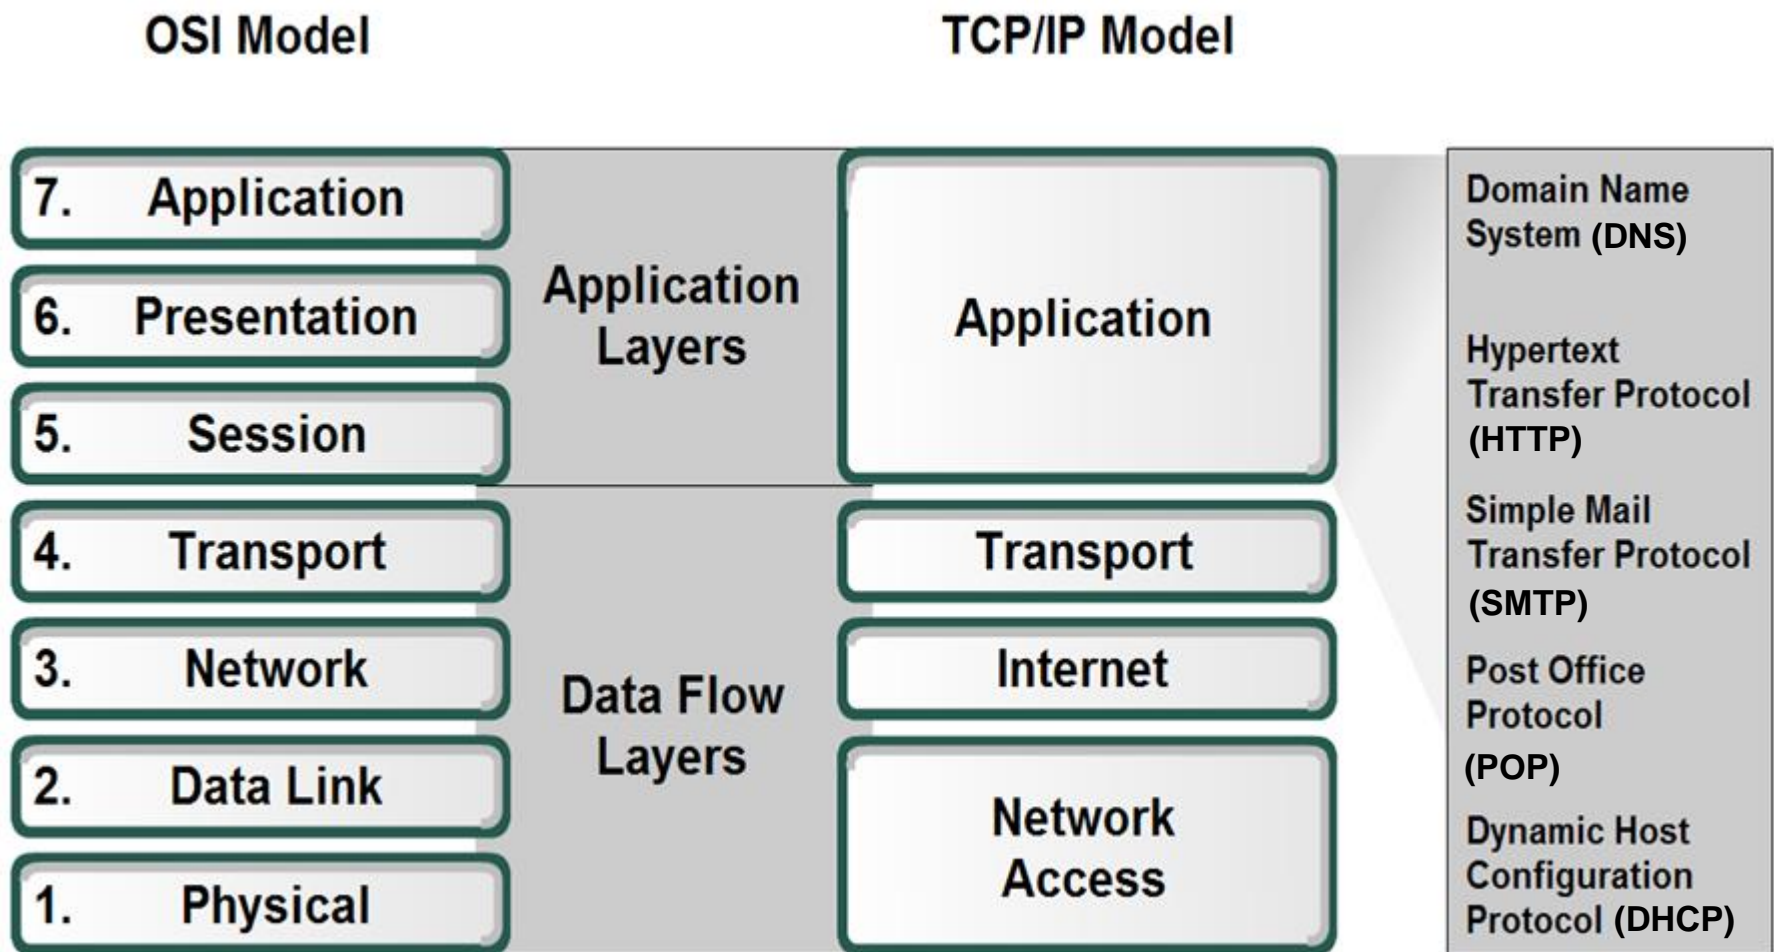 OSI Model
TCP/IP Model
7. Application
6. Presentation
5. Session
4. Transport
3. Network
2. Data Link
1. Physical
Application
Layers
Data Flow
Layers
Application
Transport
Internet
Network
Access
Domain Name
System (DNS)
Hypertext
Transfer Protocol
(HTTP)
Simple Mail
Transfer Protocol
(SMTP)
Post Office
Protocol
(POP)
Dynamic Host
Configuration
Protocol (DHCP)